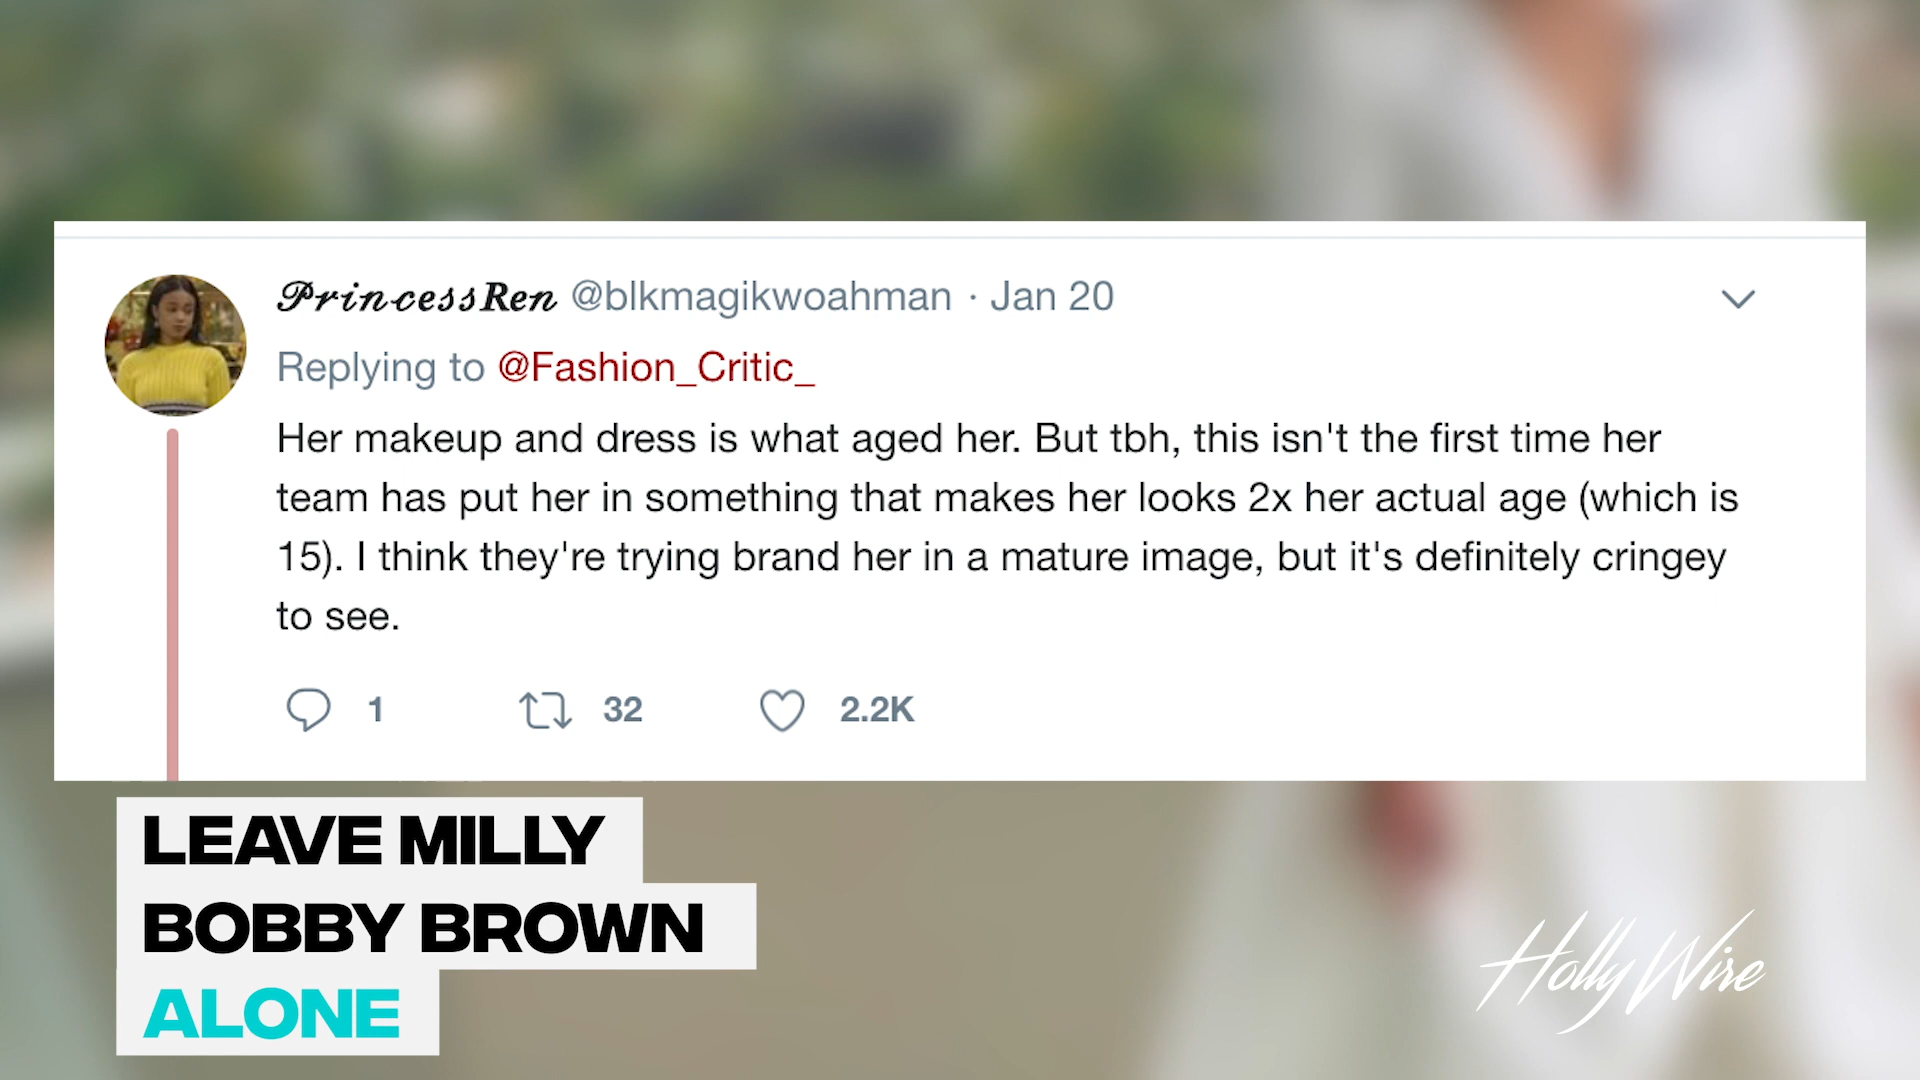 𝒫𝓇𝒾𝓃𝒸ℯ𝓈𝓈𝑹𝒆𝒏 @blkmagikwoahman · Jan 20
Replying to @Fashion_Critic_
Her makeup and dress is what aged her. But tbh, this isn't the first time her
team has put her in something that makes her looks 2x her actual age (which is
15). I think they're trying brand her in a mature image, but it's definitely cringey
to see.
1 32 2.2K
LEAVE MILLY
BOBBY BROWN
ALONE
HollyWire